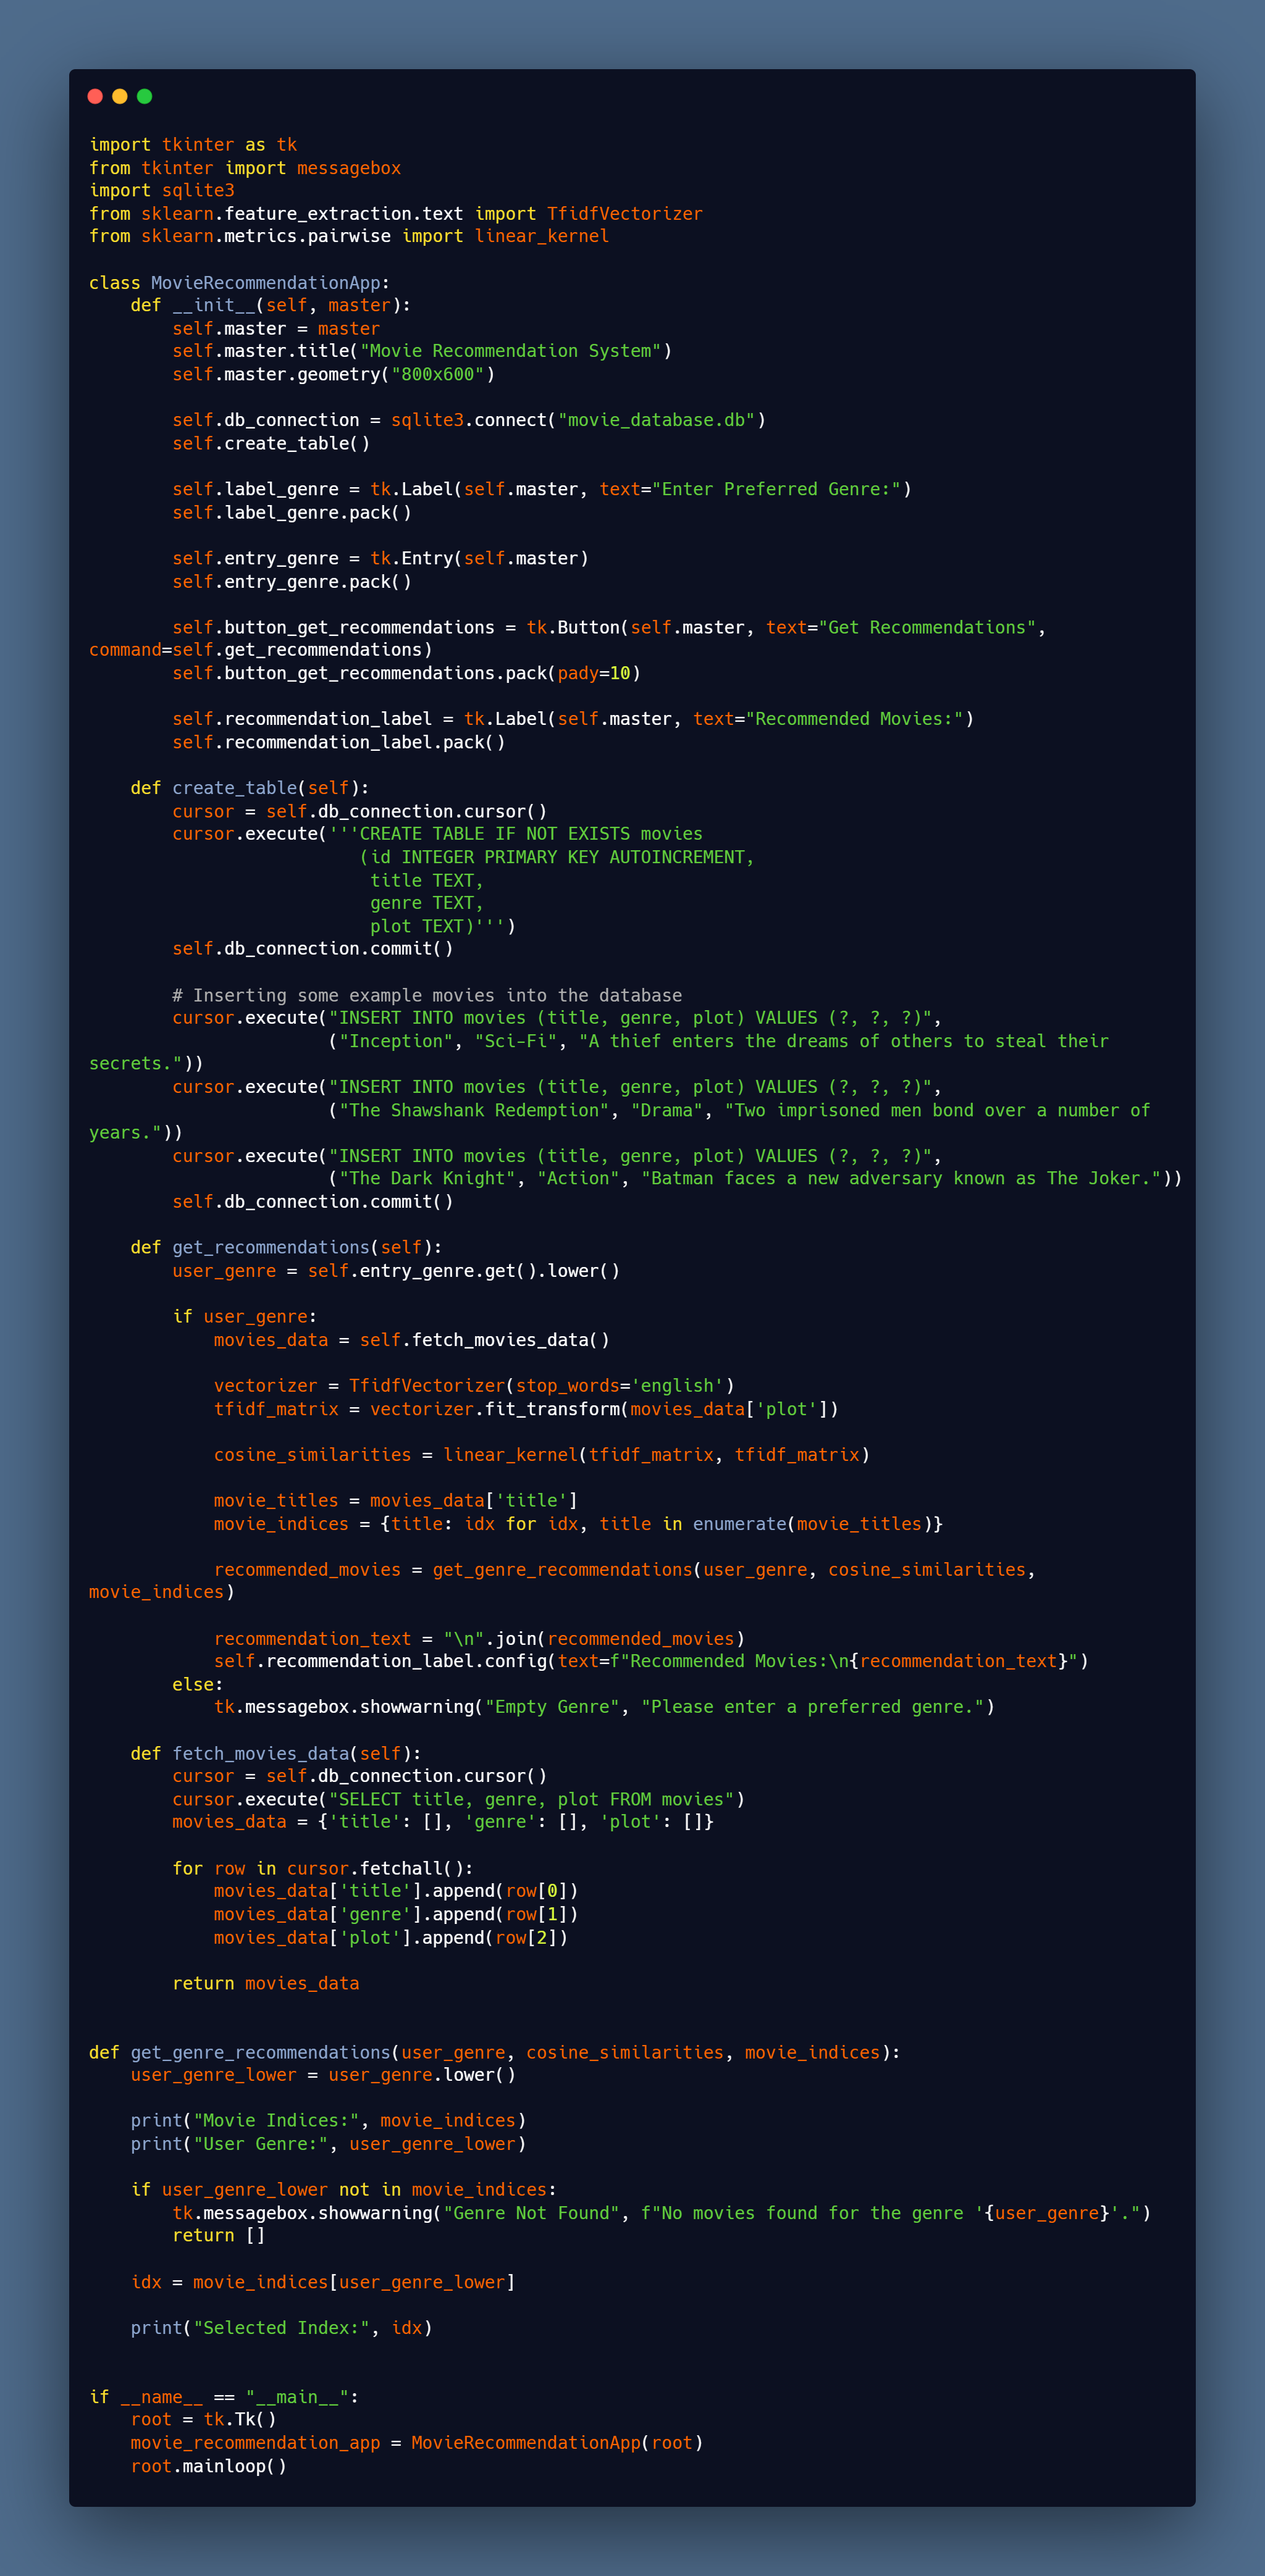 import tkinter as tk
from tkinter import messagebox
import sqlite3
from sklearn.feature_extraction.text import TfidfVectorizer
from sklearn.metrics.pairwise import linear_kernel

class MovieRecommendationApp:
    def __init__(self, master):
        self.master = master
        self.master.title("Movie Recommendation System")
        self.master.geometry("800x600")

        self.db_connection = sqlite3.connect("movie_database.db")
        self.create_table()

        self.label_genre = tk.Label(self.master, text="Enter Preferred Genre:")
        self.label_genre.pack()

        self.entry_genre = tk.Entry(self.master)
        self.entry_genre.pack()

        self.button_get_recommendations = tk.Button(self.master, text="Get Recommendations",
command=self.get_recommendations)
        self.button_get_recommendations.pack(pady=10)

        self.recommendation_label = tk.Label(self.master, text="Recommended Movies:")
        self.recommendation_label.pack()

    def create_table(self):
        cursor = self.db_connection.cursor()
        cursor.execute('''CREATE TABLE IF NOT EXISTS movies
                          (id INTEGER PRIMARY KEY AUTOINCREMENT,
                           title TEXT,
                           genre TEXT,
                           plot TEXT)''')
        self.db_connection.commit()

        # Inserting some example movies into the database
        cursor.execute("INSERT INTO movies (title, genre, plot) VALUES (?, ?, ?)",
                       ("Inception", "Sci-Fi", "A thief enters the dreams of others to steal their
secrets."))
        cursor.execute("INSERT INTO movies (title, genre, plot) VALUES (?, ?, ?)",
                       ("The Shawshank Redemption", "Drama", "Two imprisoned men bond over a number of
years."))
        cursor.execute("INSERT INTO movies (title, genre, plot) VALUES (?, ?, ?)",
                       ("The Dark Knight", "Action", "Batman faces a new adversary known as The Joker."))
        self.db_connection.commit()

    def get_recommendations(self):
        user_genre = self.entry_genre.get().lower()

        if user_genre:
            movies_data = self.fetch_movies_data()

            vectorizer = TfidfVectorizer(stop_words='english')
            tfidf_matrix = vectorizer.fit_transform(movies_data['plot'])

            cosine_similarities = linear_kernel(tfidf_matrix, tfidf_matrix)

            movie_titles = movies_data['title']
            movie_indices = {title: idx for idx, title in enumerate(movie_titles)}

            recommended_movies = get_genre_recommendations(user_genre, cosine_similarities,
movie_indices)

            recommendation_text = "\n".join(recommended_movies)
            self.recommendation_label.config(text=f"Recommended Movies:\n{recommendation_text}")
        else:
            tk.messagebox.showwarning("Empty Genre", "Please enter a preferred genre.")

    def fetch_movies_data(self):
        cursor = self.db_connection.cursor()
        cursor.execute("SELECT title, genre, plot FROM movies")
        movies_data = {'title': [], 'genre': [], 'plot': []}

        for row in cursor.fetchall():
            movies_data['title'].append(row[0])
            movies_data['genre'].append(row[1])
            movies_data['plot'].append(row[2])

        return movies_data


def get_genre_recommendations(user_genre, cosine_similarities, movie_indices):
    user_genre_lower = user_genre.lower()

    print("Movie Indices:", movie_indices)
    print("User Genre:", user_genre_lower)

    if user_genre_lower not in movie_indices:
        tk.messagebox.showwarning("Genre Not Found", f"No movies found for the genre '{user_genre}'.")
        return []

    idx = movie_indices[user_genre_lower]

    print("Selected Index:", idx)


if __name__ == "__main__":
    root = tk.Tk()
    movie_recommendation_app = MovieRecommendationApp(root)
    root.mainloop()